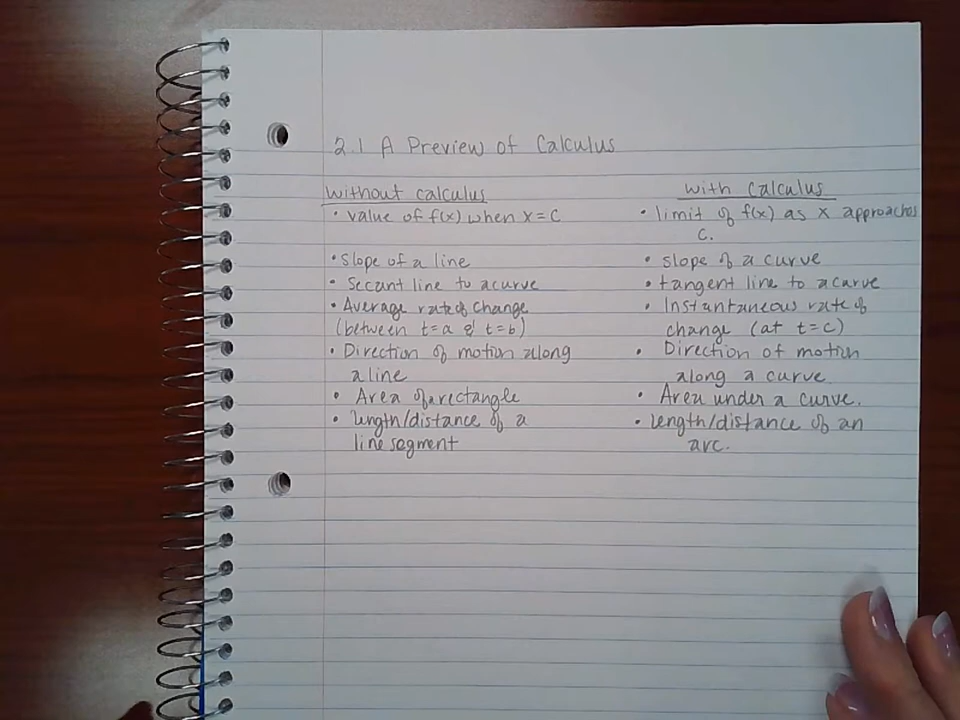 2.1 A Preview of Calculus
without calculus
• value of f(x) when x = c
• Slope of a line
• Secant line to a curve
• Average rate of change
(between t=a & t=b)
• Direction of motion along
a line
• Area of a rectangle
• length/distance of a
line segment
with calculus
• limit of f(x) as x approaches
c.
• slope of a curve
• tangent line to a curve
• Instantaneous rate of
change (at t=c)
• Direction of motion
along a curve
• Area under a curve.
• length/distance of an
arc.